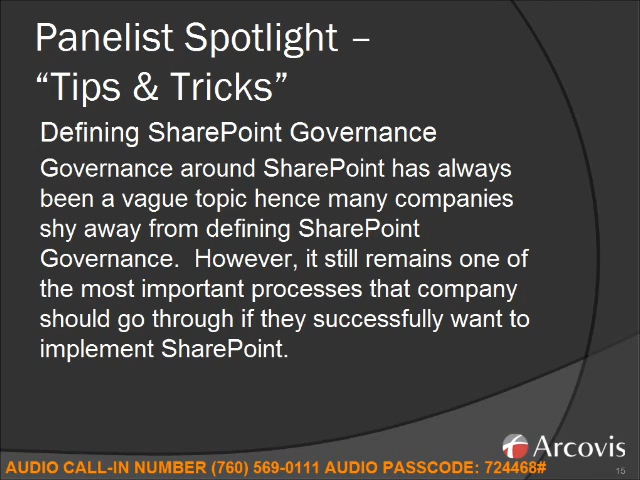 Panelist Spotlight –
“Tips & Tricks”
Defining SharePoint Governance
Governance around SharePoint has always
been a vague topic hence many companies
shy away from defining SharePoint
Governance.  However, it still remains one of
the most important processes that company
should go through if they successfully want to
implement SharePoint.
Arcovis
AUDIO CALL-IN NUMBER (760) 569-0111 AUDIO PASSCODE: 724468#
15